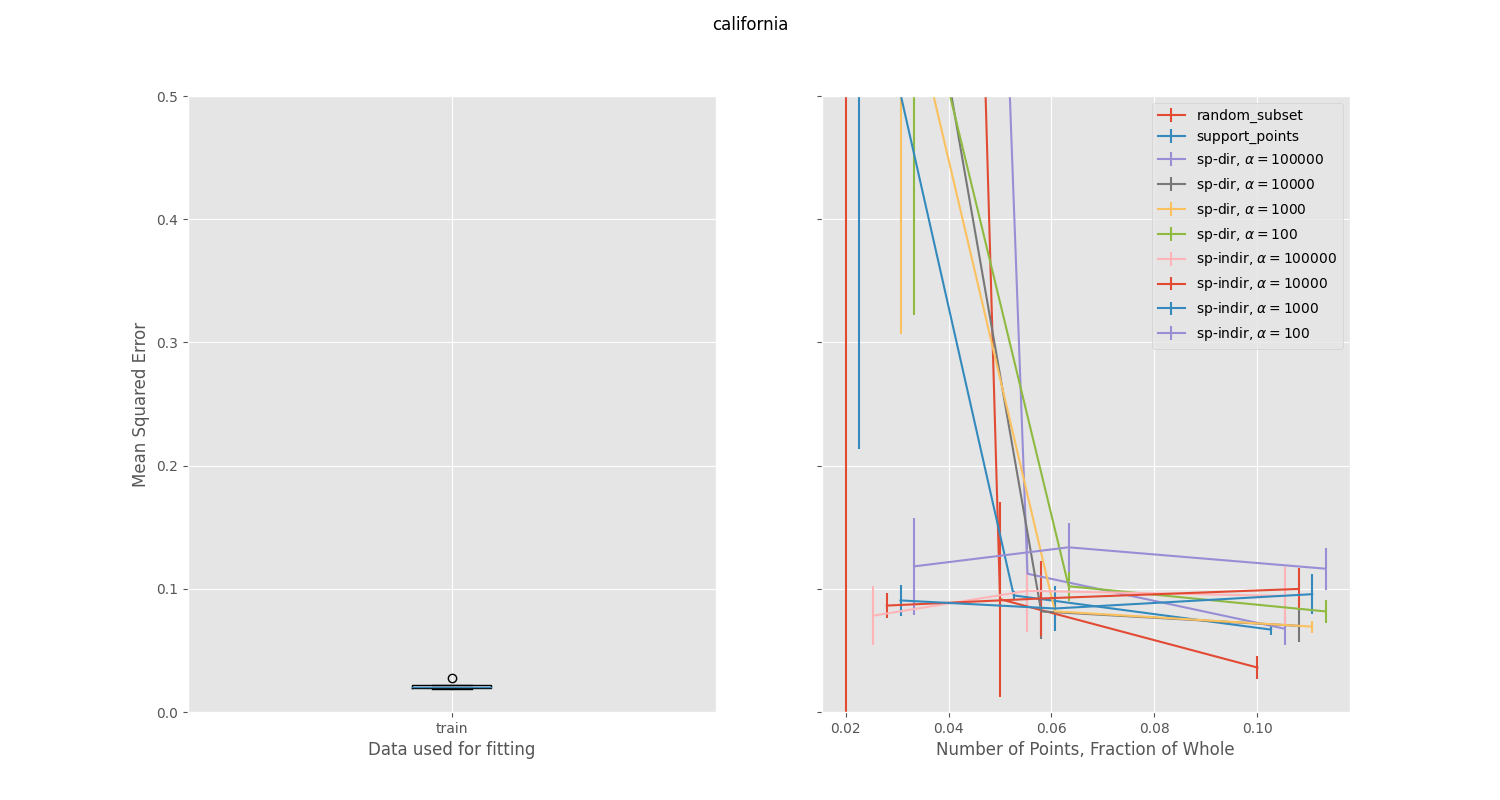 california
Mean Squared Error
0.5
0.4
0.3
0.2
0.1
0.0
train
Data used for fitting
random_subset
support_points
sp-dir, α = 100000
sp-dir, α = 10000
sp-dir, α = 1000
sp-dir, α = 100
sp-indir, α = 100000
sp-indir, α = 10000
sp-indir, α = 1000
sp-indir, α = 100
0.02 0.04 0.06 0.08 0.10
Number of Points, Fraction of Whole